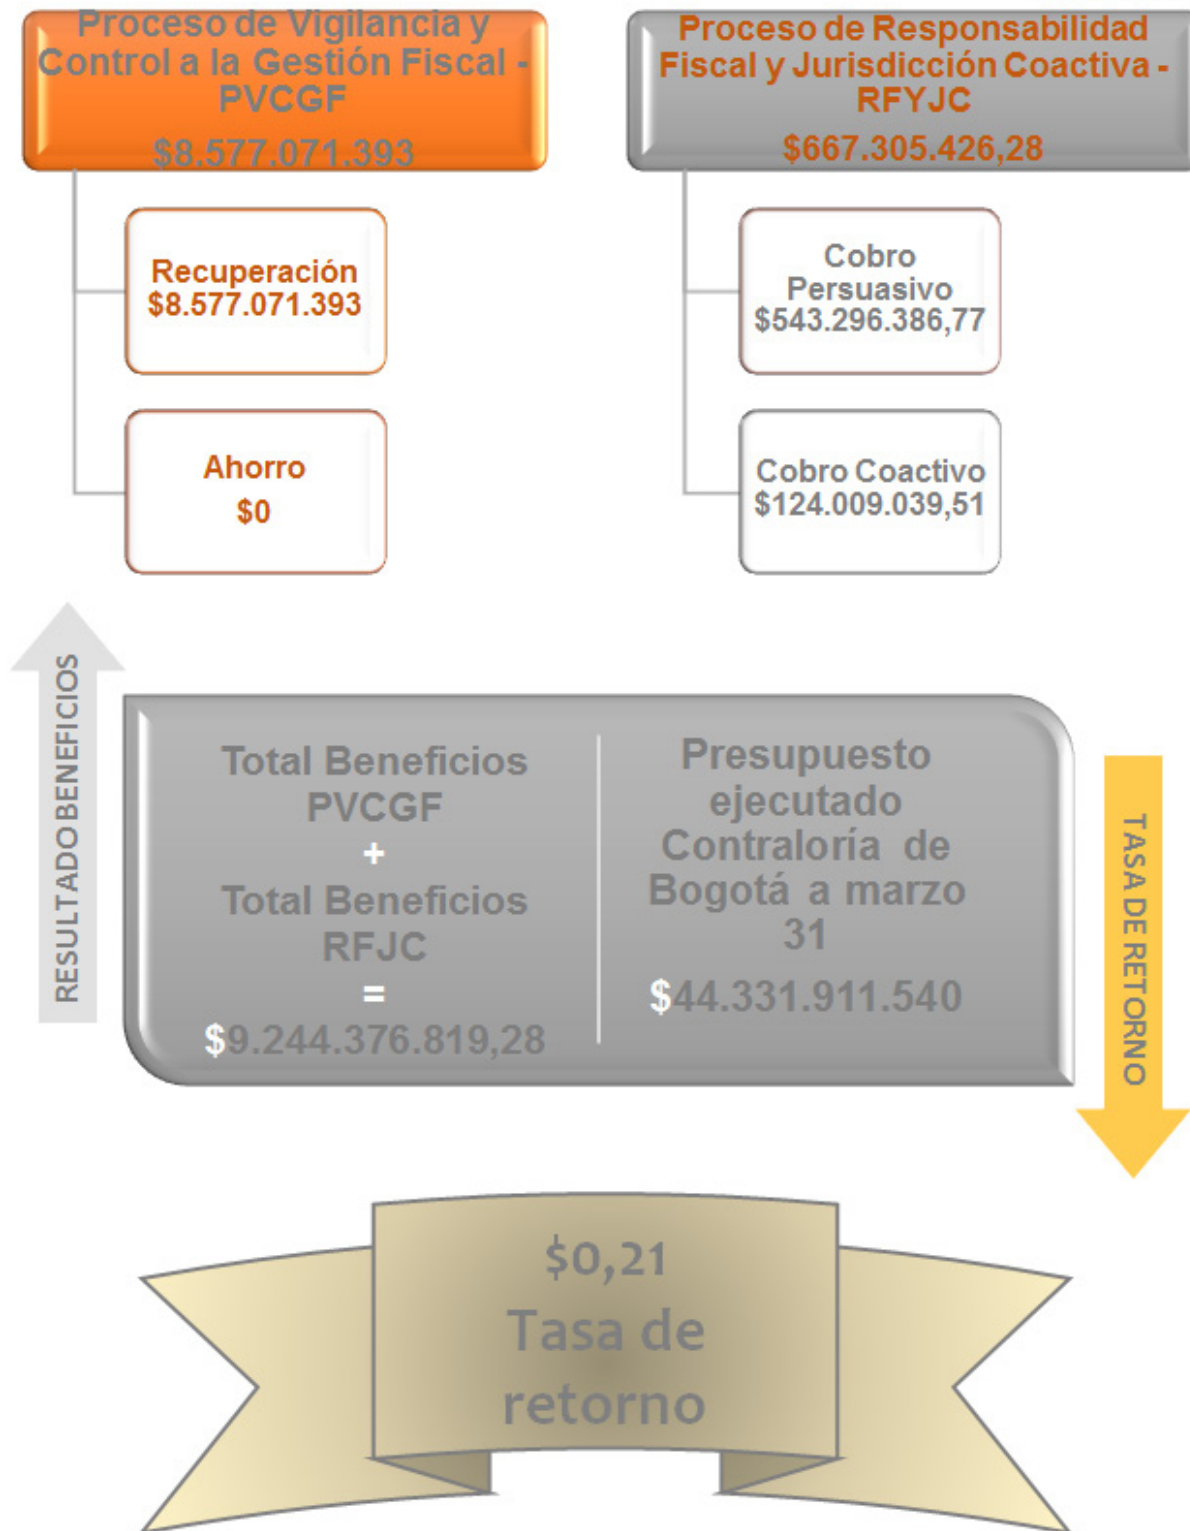 Proceso de Vigilancia y
Control a la Gestión Fiscal -
PVCGF
$8.577.071.393
Recuperación
$8.577.071.393
Ahorro
$0
Proceso de Responsabilidad
Fiscal y Jurisdicción Coactiva -
RFYJC
$667.305.426,28
Cobro
Persuasivo
$543.296.386,77
Cobro Coactivo
$124.009.039,51
RESULTADO BENEFICIOS
Total Beneficios
PVCGF
+
Total Beneficios
RFJC
=
$9.244.376.819,28
Presupuesto
ejecutado
Contraloría de
Bogotá a marzo
31
$44.331.911.540
TASA DE RETORNO
$0,21
Tasa de
retorno